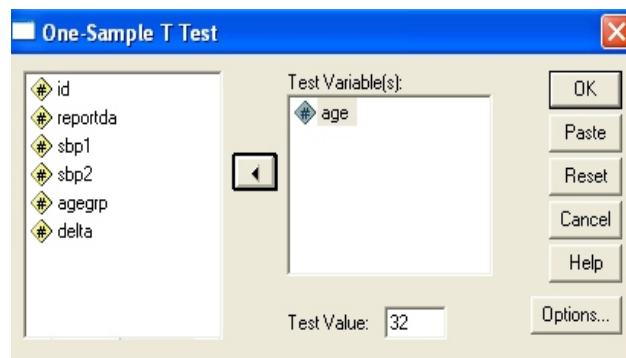 One-Sample T Test
id
reportda
sbp1
sbp2
agegrp
delta
Test Variable(s):
# age
Test Value: 32
OK
Paste
Reset
Cancel
Help
Options...